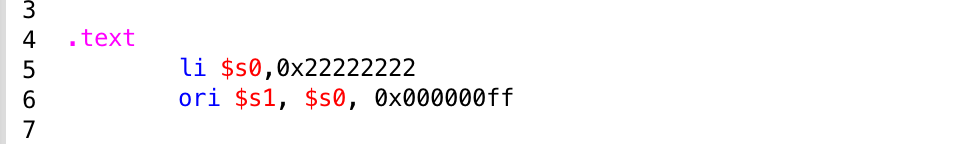 3
4 .text
5 li $s0,0x22222222
6 ori $s1, $s0, 0x000000ff
7